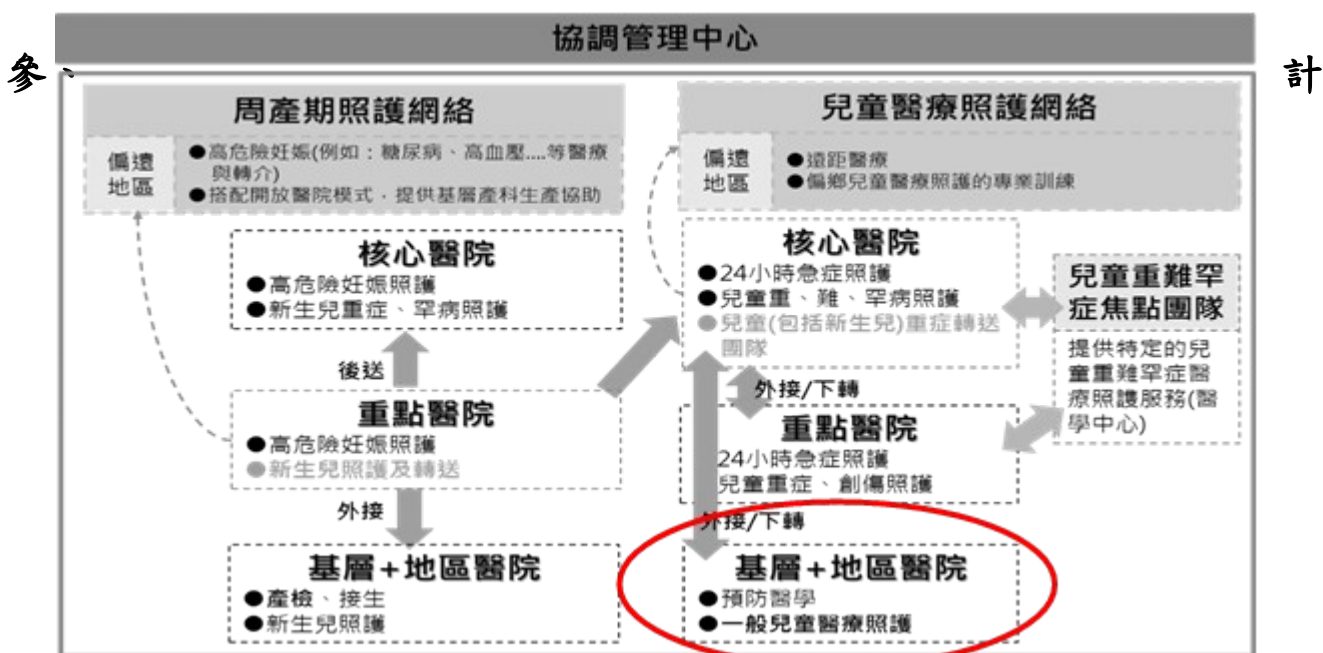 協調管理中心
參、
計
周產期照護網絡
偏遠
地區
●高危險妊娠(例如：糖尿病、高血壓....等醫療
與轉介)
●搭配開放醫院模式，提供基層產科生產協助
核心醫院
●高危險妊娠照護
●新生兒重症、罕病照護
後送
重點醫院
●高危險妊娠照護
●新生兒照護及轉送
外接
基層+地區醫院
●產檢、接生
●新生兒照護
兒童醫療照護網絡
偏遠
地區
●遠距醫療
●偏鄉兒童醫療照護的專業訓練
核心醫院
●24小時急症照護
●兒童重、難、罕病照護
●兒童(包括新生兒)重症轉送
團隊
外接/下轉
重點醫院
24小時急症照護
兒童重症、創傷照護
外接/下轉
基層+地區醫院
●預防醫學
●一般兒童醫療照護
兒童重難罕
症焦點團隊
提供特定的兒
童重難罕症醫
療照護服務(醫
學中心)